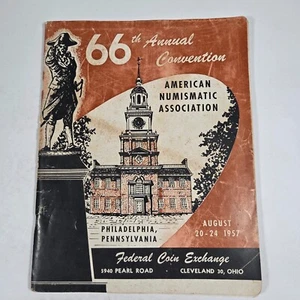 66th Annual
Convention
AMERICAN
NUMISMATIC
ASSOCIATION
PHILADELPHIA,
PENNSYLVANIA
AUGUST
20-24 1957
Federal Coin Exchange
5940 PEARL ROAD · CLEVELAND 30, OHIO